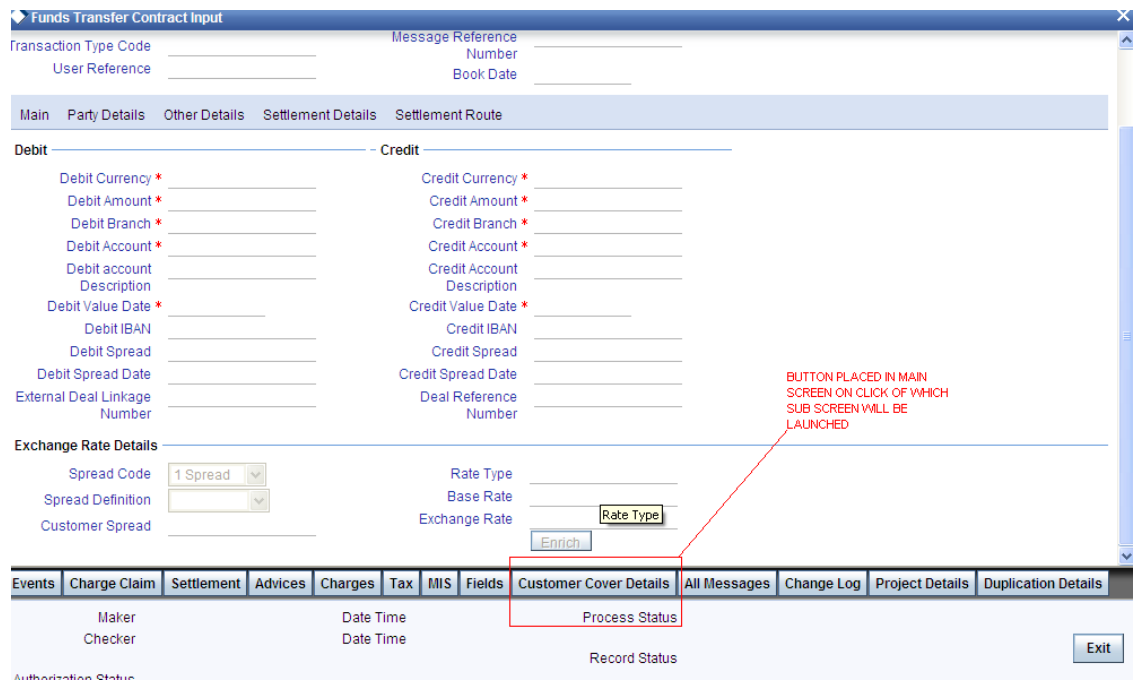 Funds Transfer Contract Input
Transaction Type Code
User Reference
Message Reference
Number
Book Date
Main Party Details Other Details Settlement Details Settlement Route
Debit
Debit Currency *
Debit Amount *
Debit Branch *
Debit Account *
Debit account
Description
Debit Value Date *
Debit IBAN
Debit Spread
Debit Spread Date
External Deal Linkage
Number
Credit
Credit Currency *
Credit Amount *
Credit Branch *
Credit Account *
Credit Account
Description
Credit Value Date *
Credit IBAN
Credit Spread
Credit Spread Date
Deal Reference
Number
BUTTON PLACED IN MAIN
SCREEN ON CLICK OF WHICH
SUB SCREEN WILL BE
LAUNCHED
Exchange Rate Details
Spread Code 1 Spread
Spread Definition
Customer Spread
Rate Type
Base Rate
Exchange Rate
Rate Type
Enrich
Events Charge Claim Settlement Advices Charges Tax MIS Fields Customer Cover Details All Messages Change Log Project Details Duplication Details
Maker Date Time Process Status
Checker Date Time
Record Status
Exit
Authorization Status